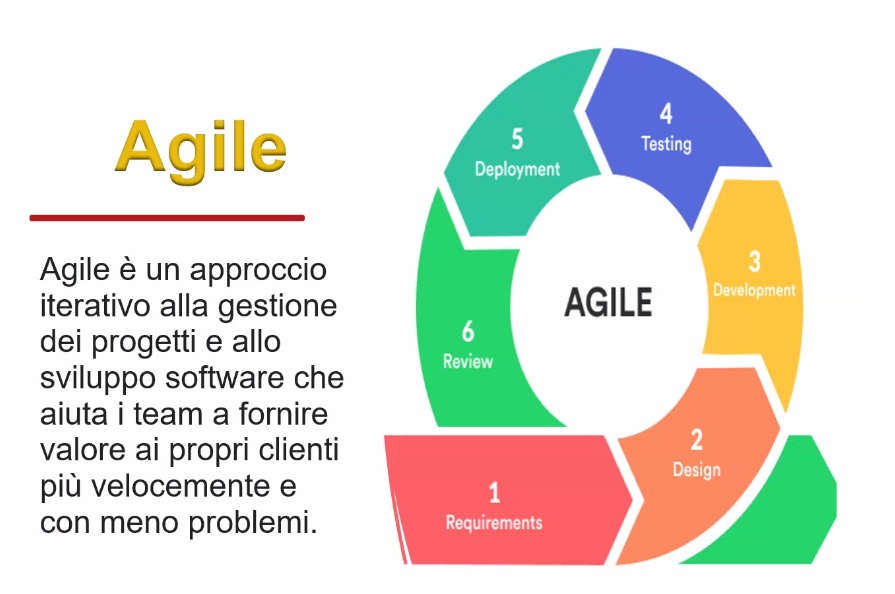 Agile
Agile è un approccio
iterativo alla gestione
dei progetti e allo
sviluppo software che
aiuta i team a fornire
valore ai propri clienti
più velocemente e
con meno problemi.
AGILE
1
Requirements
2
Design
3
Development
4
Testing
5
Deployment
6
Review